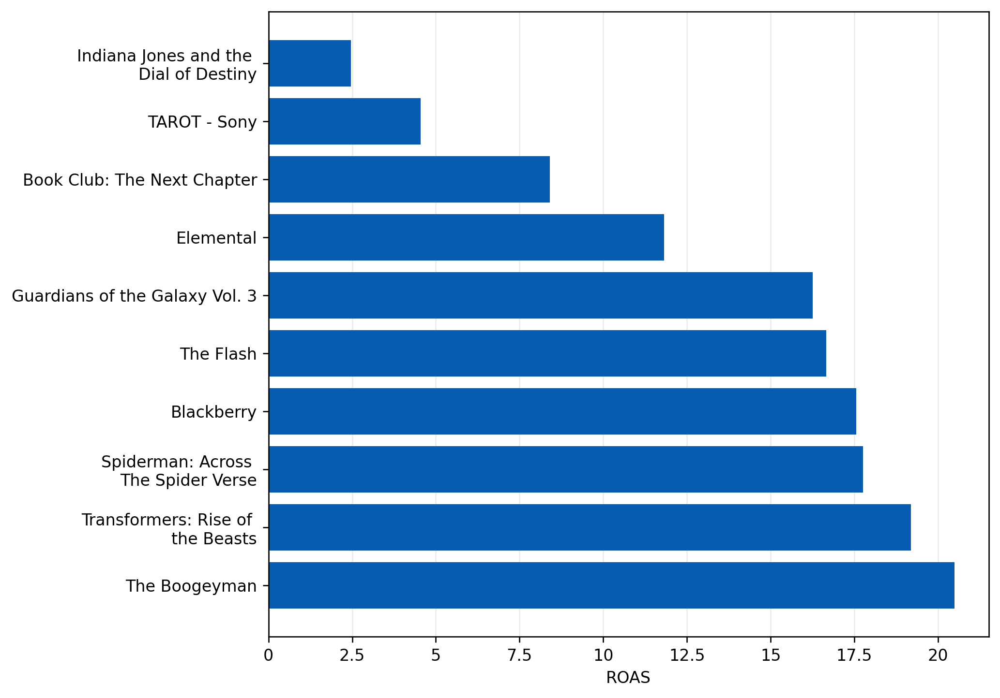 Indiana Jones and the
Dial of Destiny
TAROT - Sony
Book Club: The Next Chapter
Elemental
Guardians of the Galaxy Vol. 3
The Flash
Blackberry
Spiderman: Across
The Spider Verse
Transformers: Rise of
the Beasts
The Boogeyman
0 2.5 5 7.5 10 12.5 15 17.5 20
ROAS